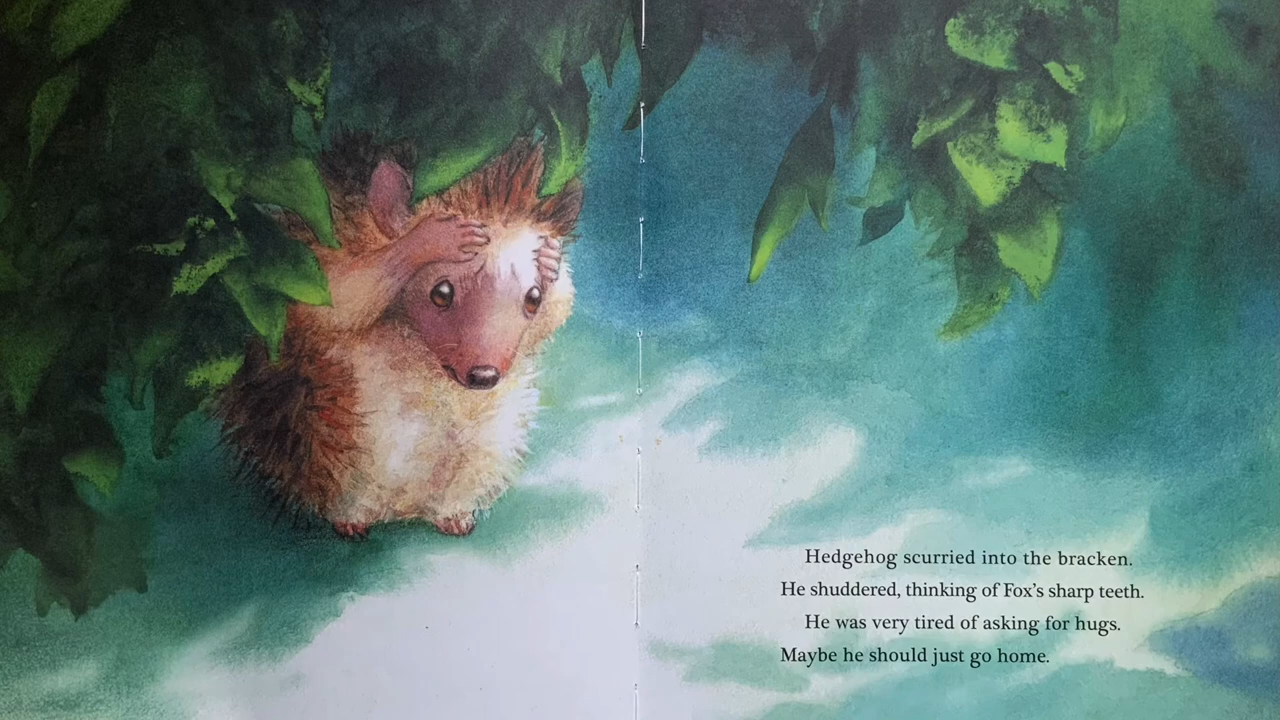 Hedgehog scurried into the bracken.
He shuddered, thinking of Fox's sharp teeth.
He was very tired of asking for hugs.
Maybe he should just go home.